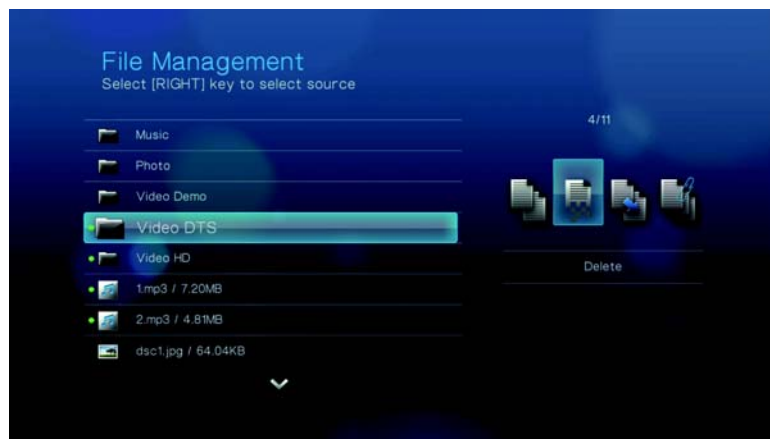 File Management
Select [RIGHT] key to select source
4/11
Music
Photo
Video Demo
Video DTS
Video HD
Delete
1.mp3 / 7.20MB
2.mp3 / 4.81MB
dsc1.jpg / 64.04KB